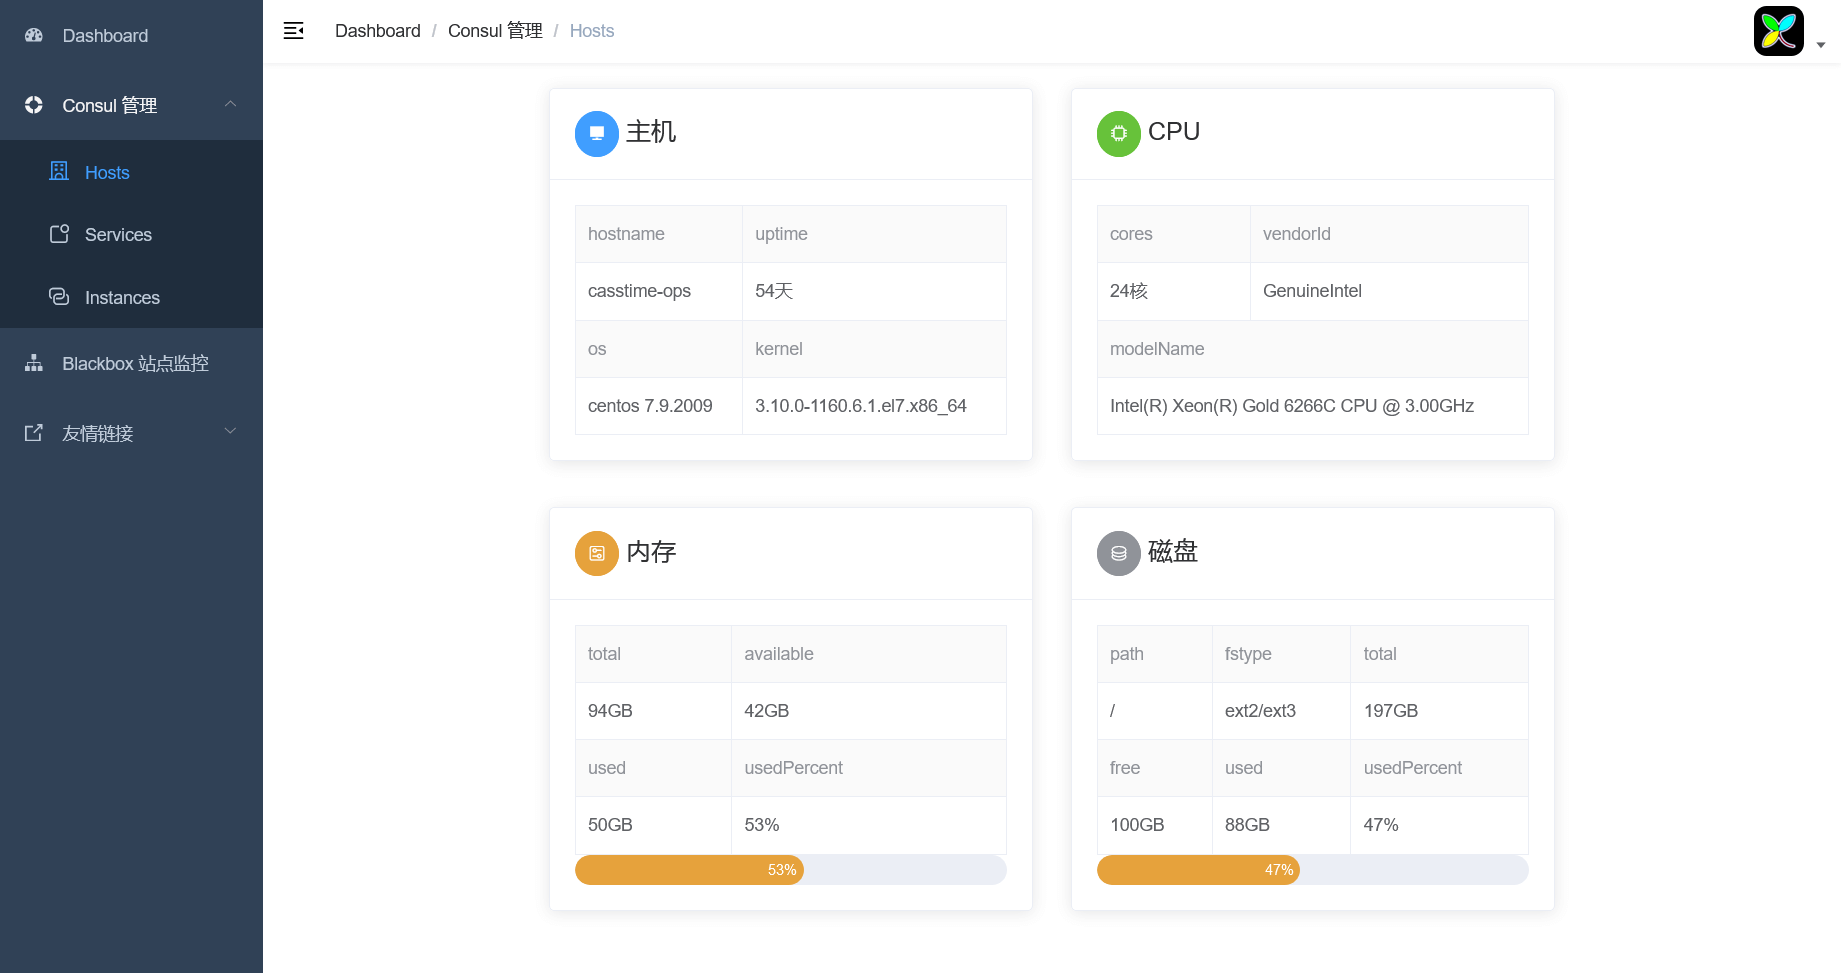 Dashboard
Consul 管理
Hosts
Services
Instances
Blackbox 站点监控
友情链接
Dashboard / Consul 管理 / Hosts
主机
hostname uptime
casstime-ops 54天
os kernel
centos 7.9.2009 3.10.0-1160.6.1.el7.x86_64
CPU
cores vendorId
24核 GenuineIntel
modelName
Intel(R) Xeon(R) Gold 6266C CPU @ 3.00GHz
内存
total available
94GB 42GB
used usedPercent
50GB 53%
53%
磁盘
path fstype total
/ ext2/ext3 197GB
free used usedPercent
100GB 88GB 47%
47%